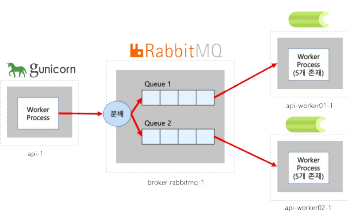 gunicorn
Worker
Process
api-1
RabbitMQ
Queue 1
분배
Queue 2
broker-rabbitmq-1
Worker
Process
(5개 존재)
api-worker01-1
Worker
Process
(5개 존재)
api-worker02-1